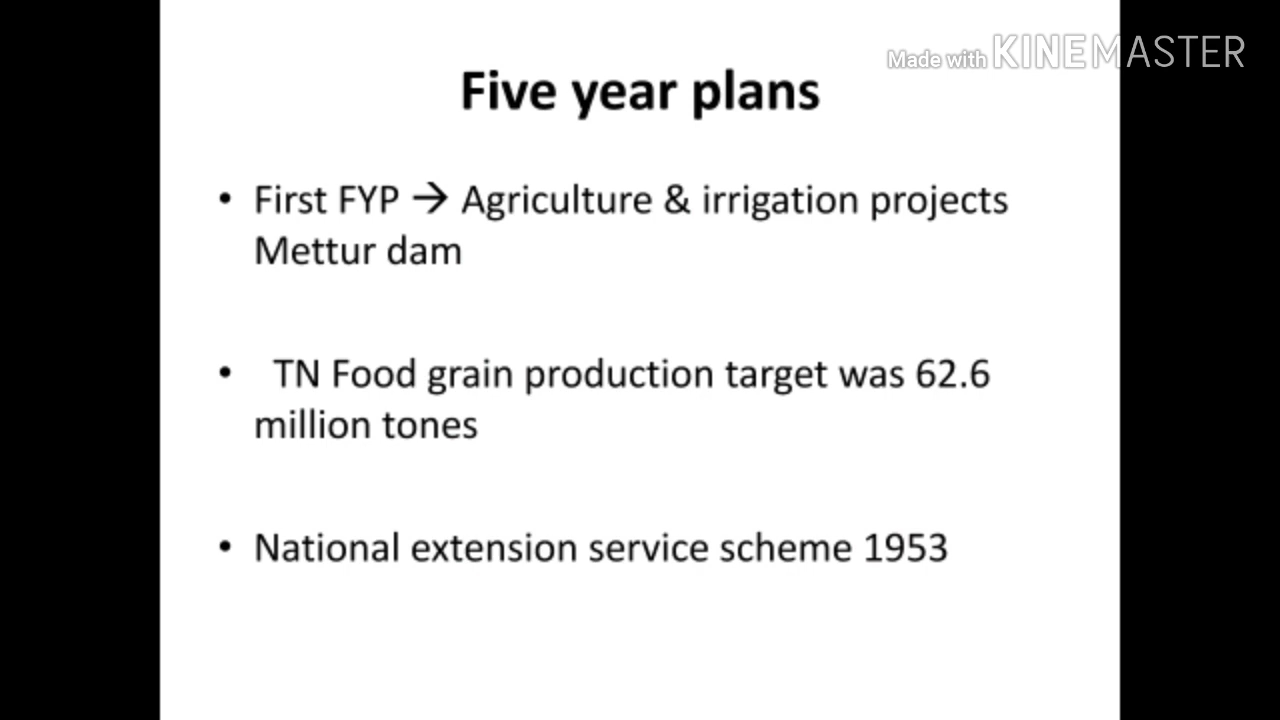 Made with KINEMASTER
Five year plans
• First FYP → Agriculture & irrigation projects
Mettur dam
• TN Food grain production target was 62.6
million tones
• National extension service scheme 1953